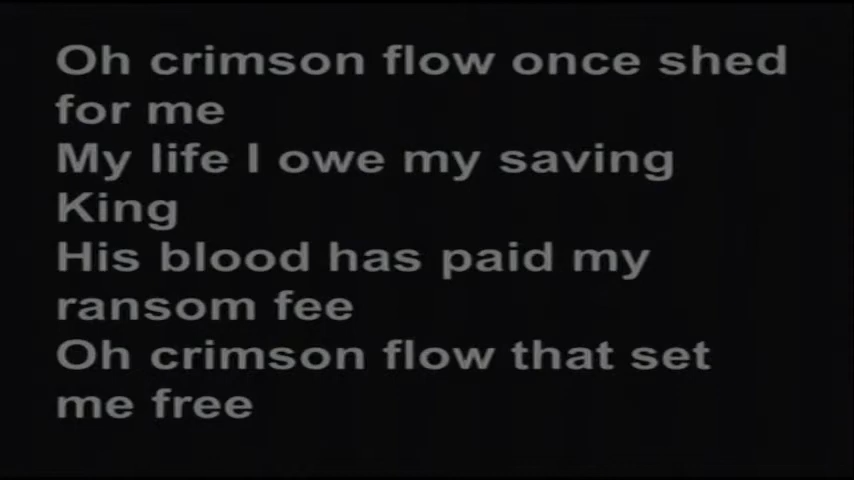 Oh crimson flow once shed
for me
My life I owe my saving
King
His blood has paid my
ransom fee
Oh crimson flow that set
me free